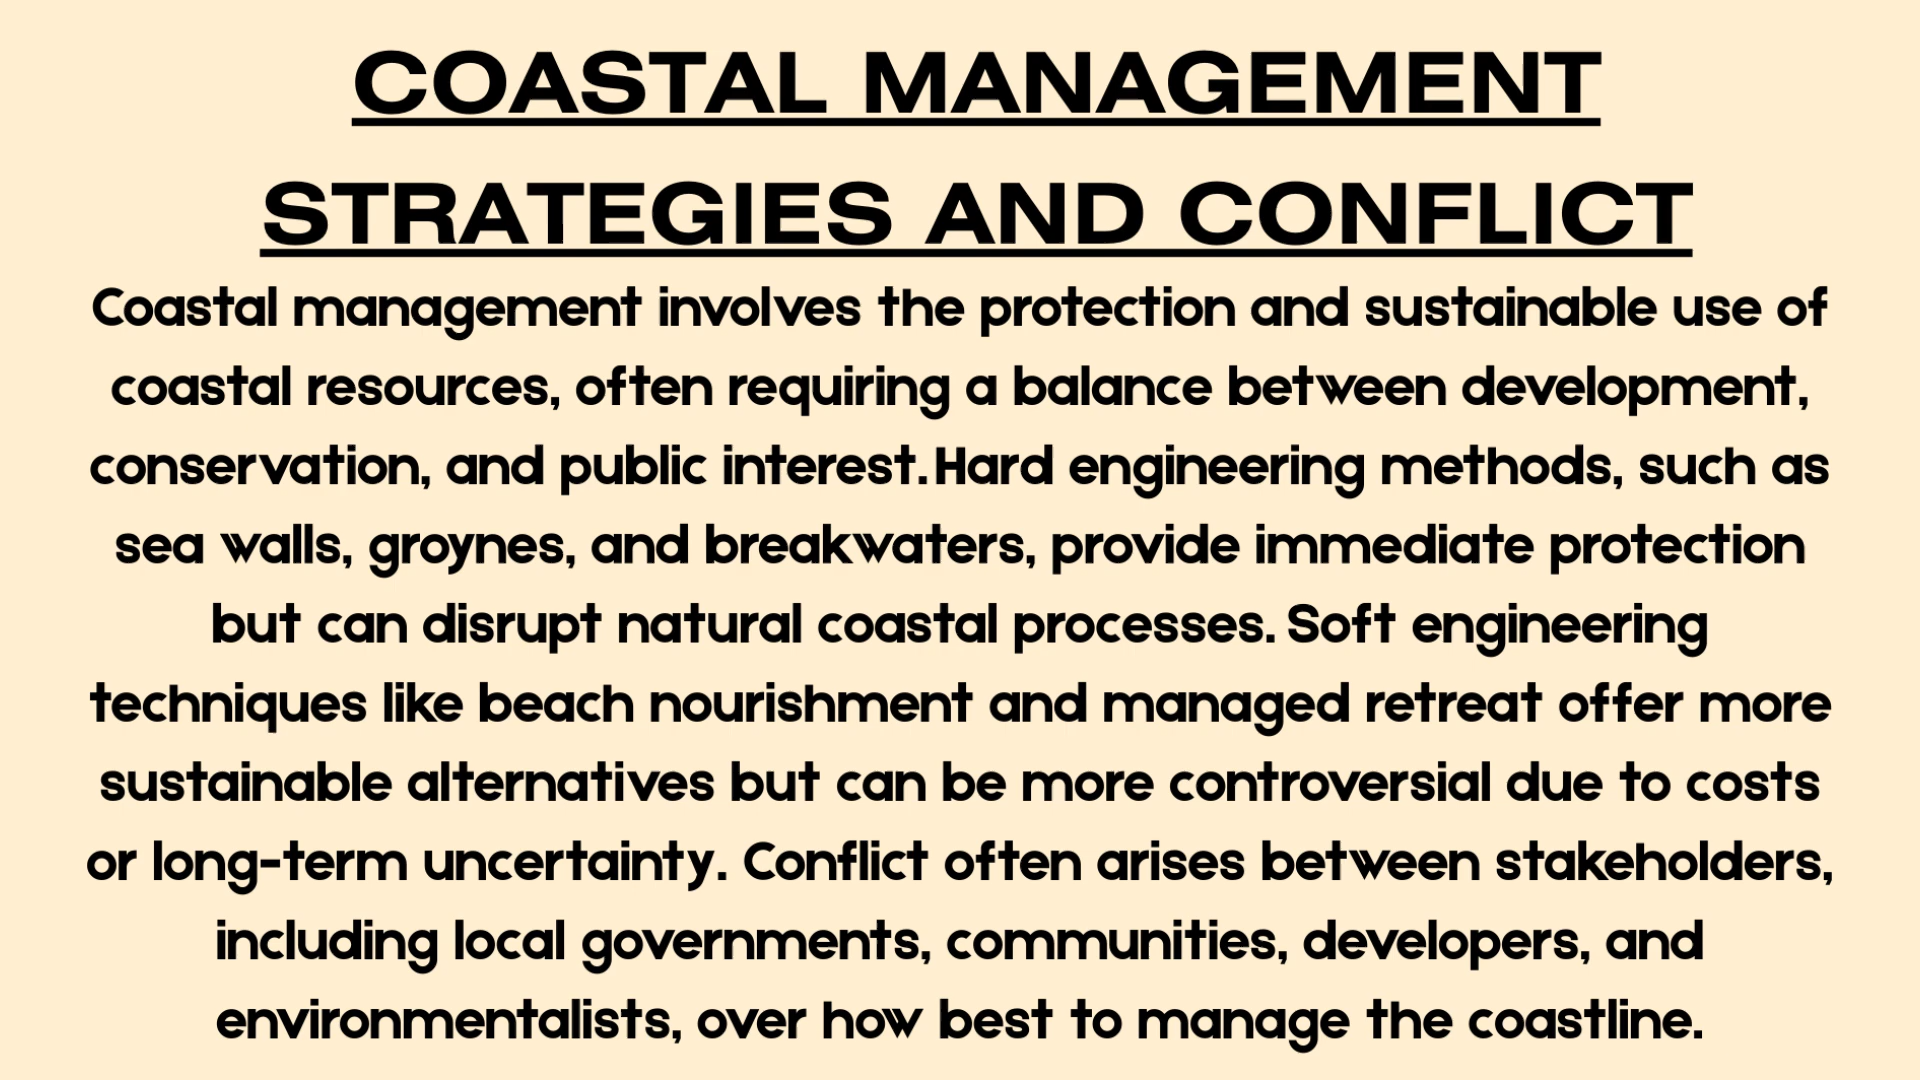 COASTAL MANAGEMENT
STRATEGIES AND CONFLICT
Coastal management involves the protection and sustainable use of
coastal resources, often requiring a balance between development,
conservation, and public interest. Hard engineering methods, such as
sea walls, groynes, and breakwaters, provide immediate protection
but can disrupt natural coastal processes. Soft engineering
techniques like beach nourishment and managed retreat offer more
sustainable alternatives but can be more controversial due to costs
or long-term uncertainty. Conflict often arises between stakeholders,
including local governments, communities, developers, and
environmentalists, over how best to manage the coastline.